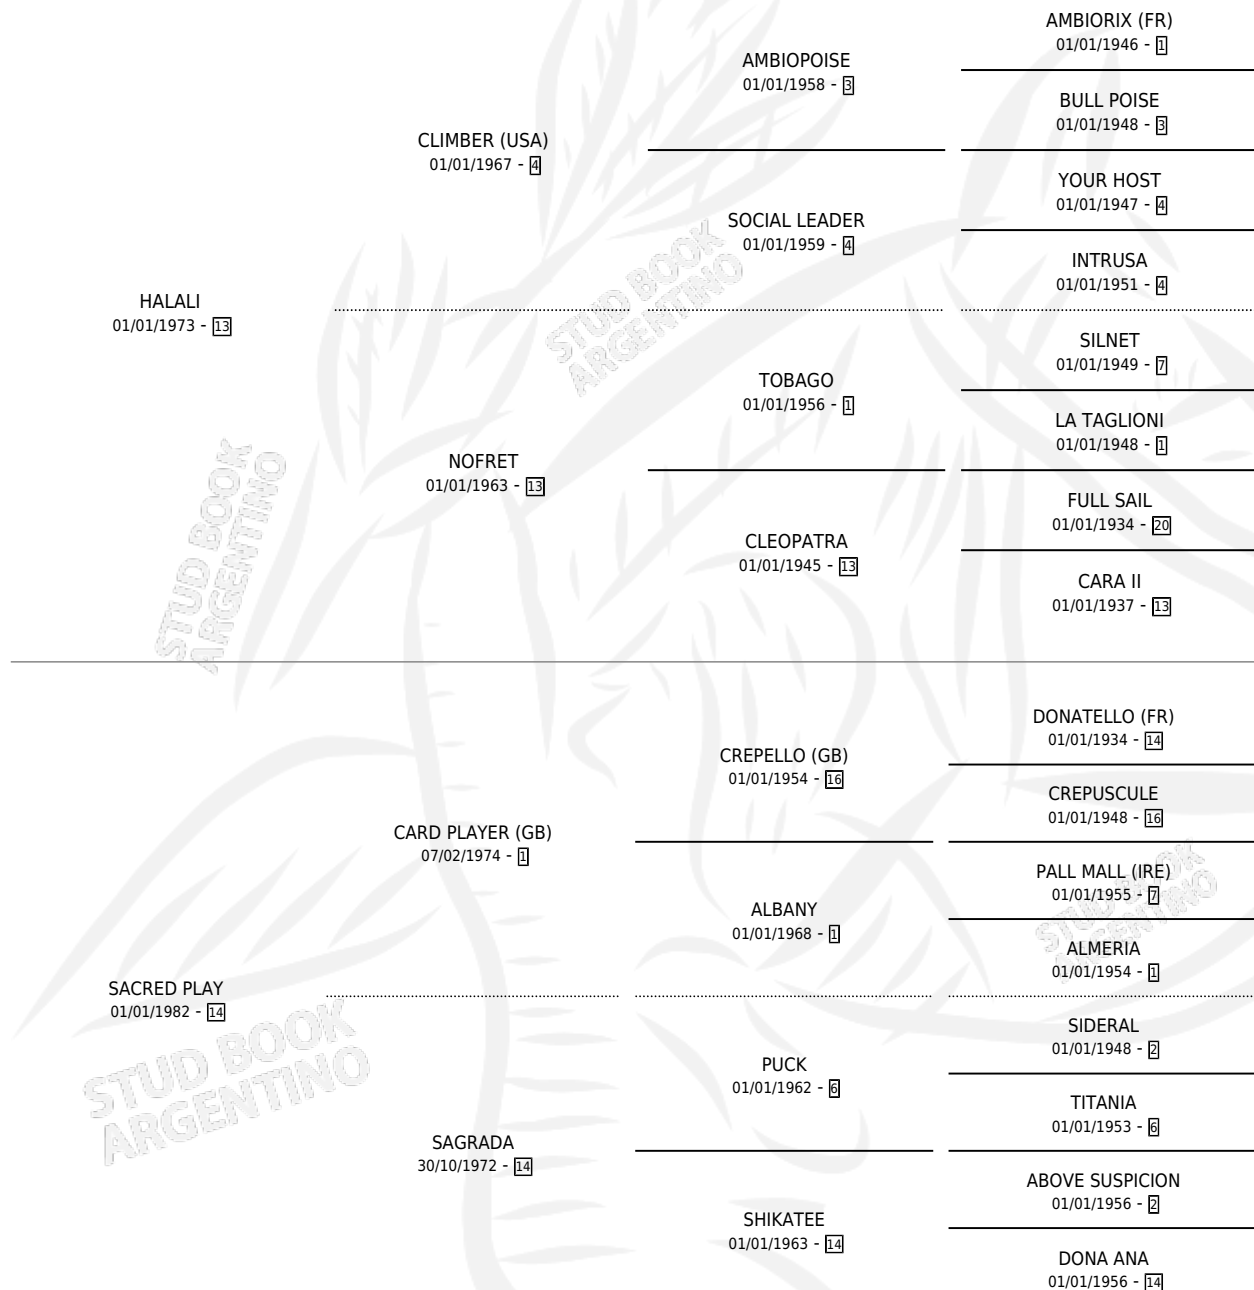 AMBIORIX (FR)
01/01/1946 - 1
AMBIOPOISE
01/01/1958 - 3
BULL POISE
01/01/1948 - 3
CLIMBER (USA)
01/01/1967 - 4
YOUR HOST
01/01/1947 - 4
SOCIAL LEADER
01/01/1959 - 4
INTRUSA
01/01/1951 - 4
HALALI
01/01/1973 - 13
SILNET
01/01/1949 - 7
TOBAGO
01/01/1956 - 1
LA TAGLIONI
01/01/1948 - 1
NOFRET
01/01/1963 - 13
FULL SAIL
01/01/1934 - 20
CLEOPATRA
01/01/1945 - 13
CARA II
01/01/1937 - 13
DONATELLO (FR)
01/01/1934 - 14
CREPELLO (GB)
01/01/1954 - 16
CREPUSCULE
01/01/1948 - 16
CARD PLAYER (GB)
07/02/1974 - 1
PALL MALL (IRE)
01/01/1955 - 7
ALBANY
01/01/1968 - 1
ALMERIA
01/01/1954 - 1
SACRED PLAY
01/01/1982 - 14
SIDERAL
01/01/1948 - 2
PUCK
01/01/1962 - 6
TITANIA
01/01/1953 - 6
SAGRADA
30/10/1972 - 14
ABOVE SUSPICION
01/01/1956 - 2
SHIKATEE
01/01/1963 - 14
DONA ANA
01/01/1956 - 14
STUD BOOK
ARGENTINO
STUD BOOK
ARGENTINO
STUD BOOK
ARGENTINO
STUD BOOK
ARGENTINO